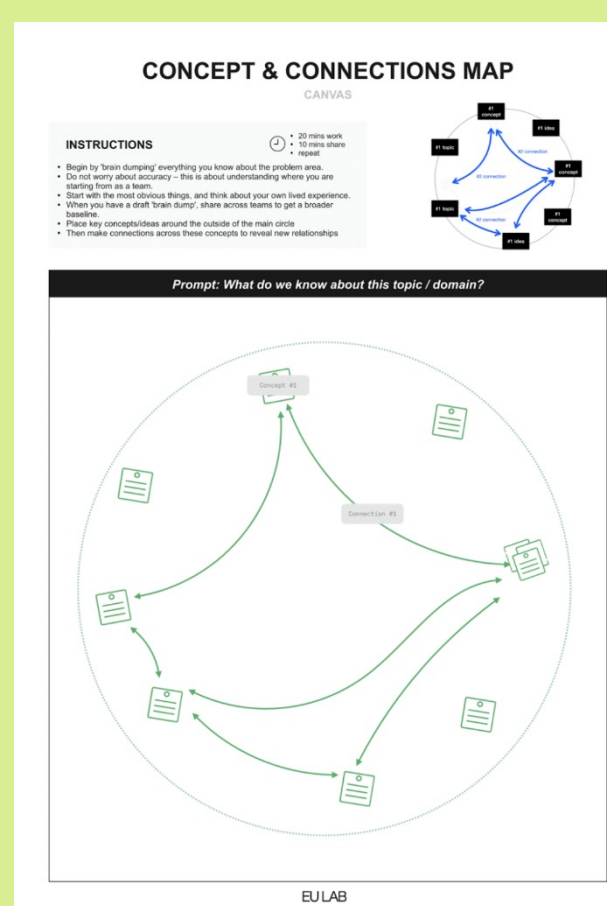 CONCEPT & CONNECTIONS MAP
CANVAS
INSTRUCTIONS
• 20 mins work
• 10 mins share
• repeat
• Begin by 'brain dumping' everything you know about the problem area.
• Do not worry about accuracy – this is about understanding where you are
starting from as a team.
• Start with the most obvious things, and think about your own lived experience.
• When you have a draft 'brain dump', share across teams to get a broader
baseline.
• Place key concepts/ideas around the outside of the main circle
• Then make connections across these concepts to reveal new relationships
#1
concept
#1 idea
#1 topic
#2 connection
#2 connection
#1
concept
#1 topic
#2 connection
#1
concept
#1 idea
Prompt: What do we know about this topic / domain?
Concept #1
Connection #1
EU LAB